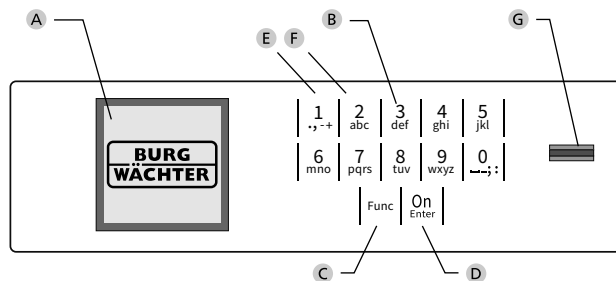 A
E F B G
1 2 3 4 5
.,-+ abc def ghi jkl
BURG
WÄCHTER
6 7 8 9 0
mno pqrs tuv wxyz ⎵–;:
Func On
Enter
C D